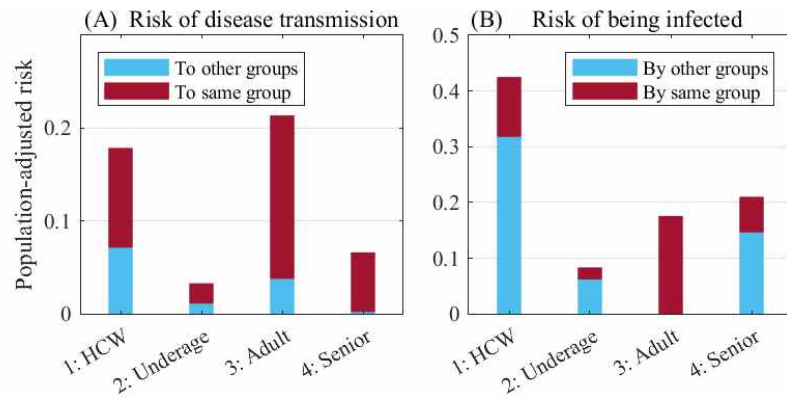 (A) Risk of disease transmission
To other groups
To same group
Population-adjusted risk
0.2
0.1
0
1: HCW
2: Underage
3: Adult
4: Senior
(B) Risk of being infected
By other groups
By same group
0.5
0.4
0.3
0.2
0.1
0
1: HCW
2: Underage
3: Adult
4: Senior